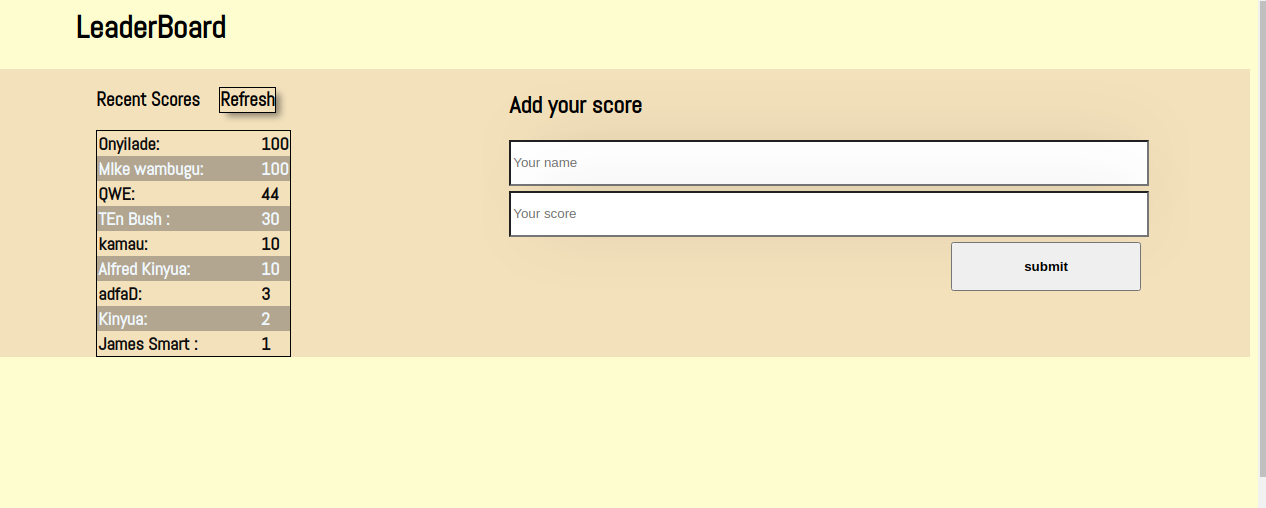 LeaderBoard
Recent Scores Refresh
Onyilade: 100
MIke wambugu: 100
QWE: 44
TEn Bush : 30
kamau: 10
Alfred Kinyua: 10
adfaD: 3
Kinyua: 2
James Smart : 1
Add your score
Your name
Your score
submit